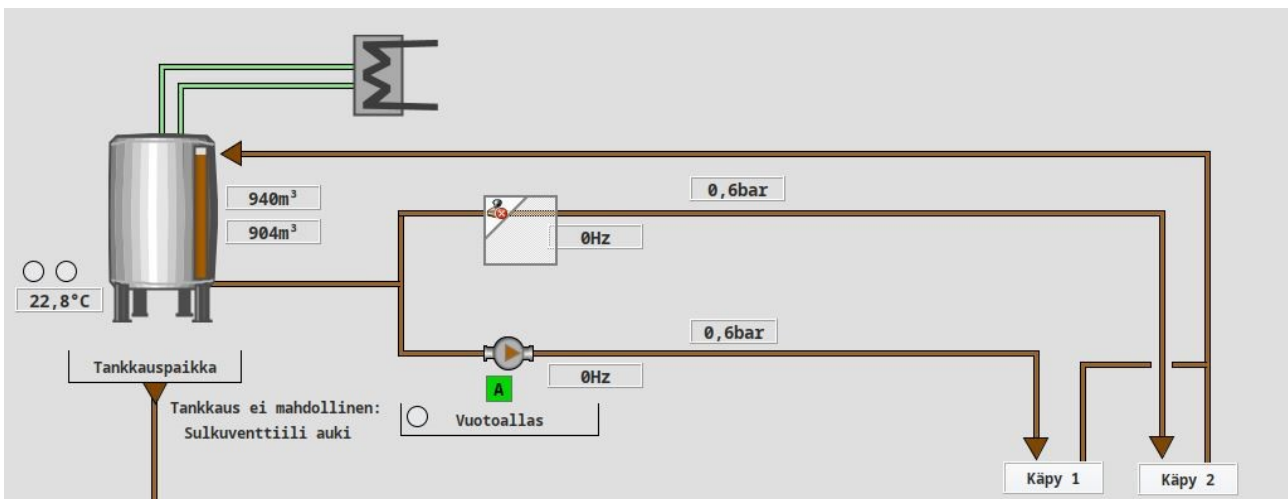 0,6bar
940m³
904m³
0Hz
22,8°C
0,6bar
Tankkauspaikka
0Hz
A
Tankkaus ei mahdollinen:
Sulkuventtiili auki
Vuotoallas
Käpy 1
Käpy 2